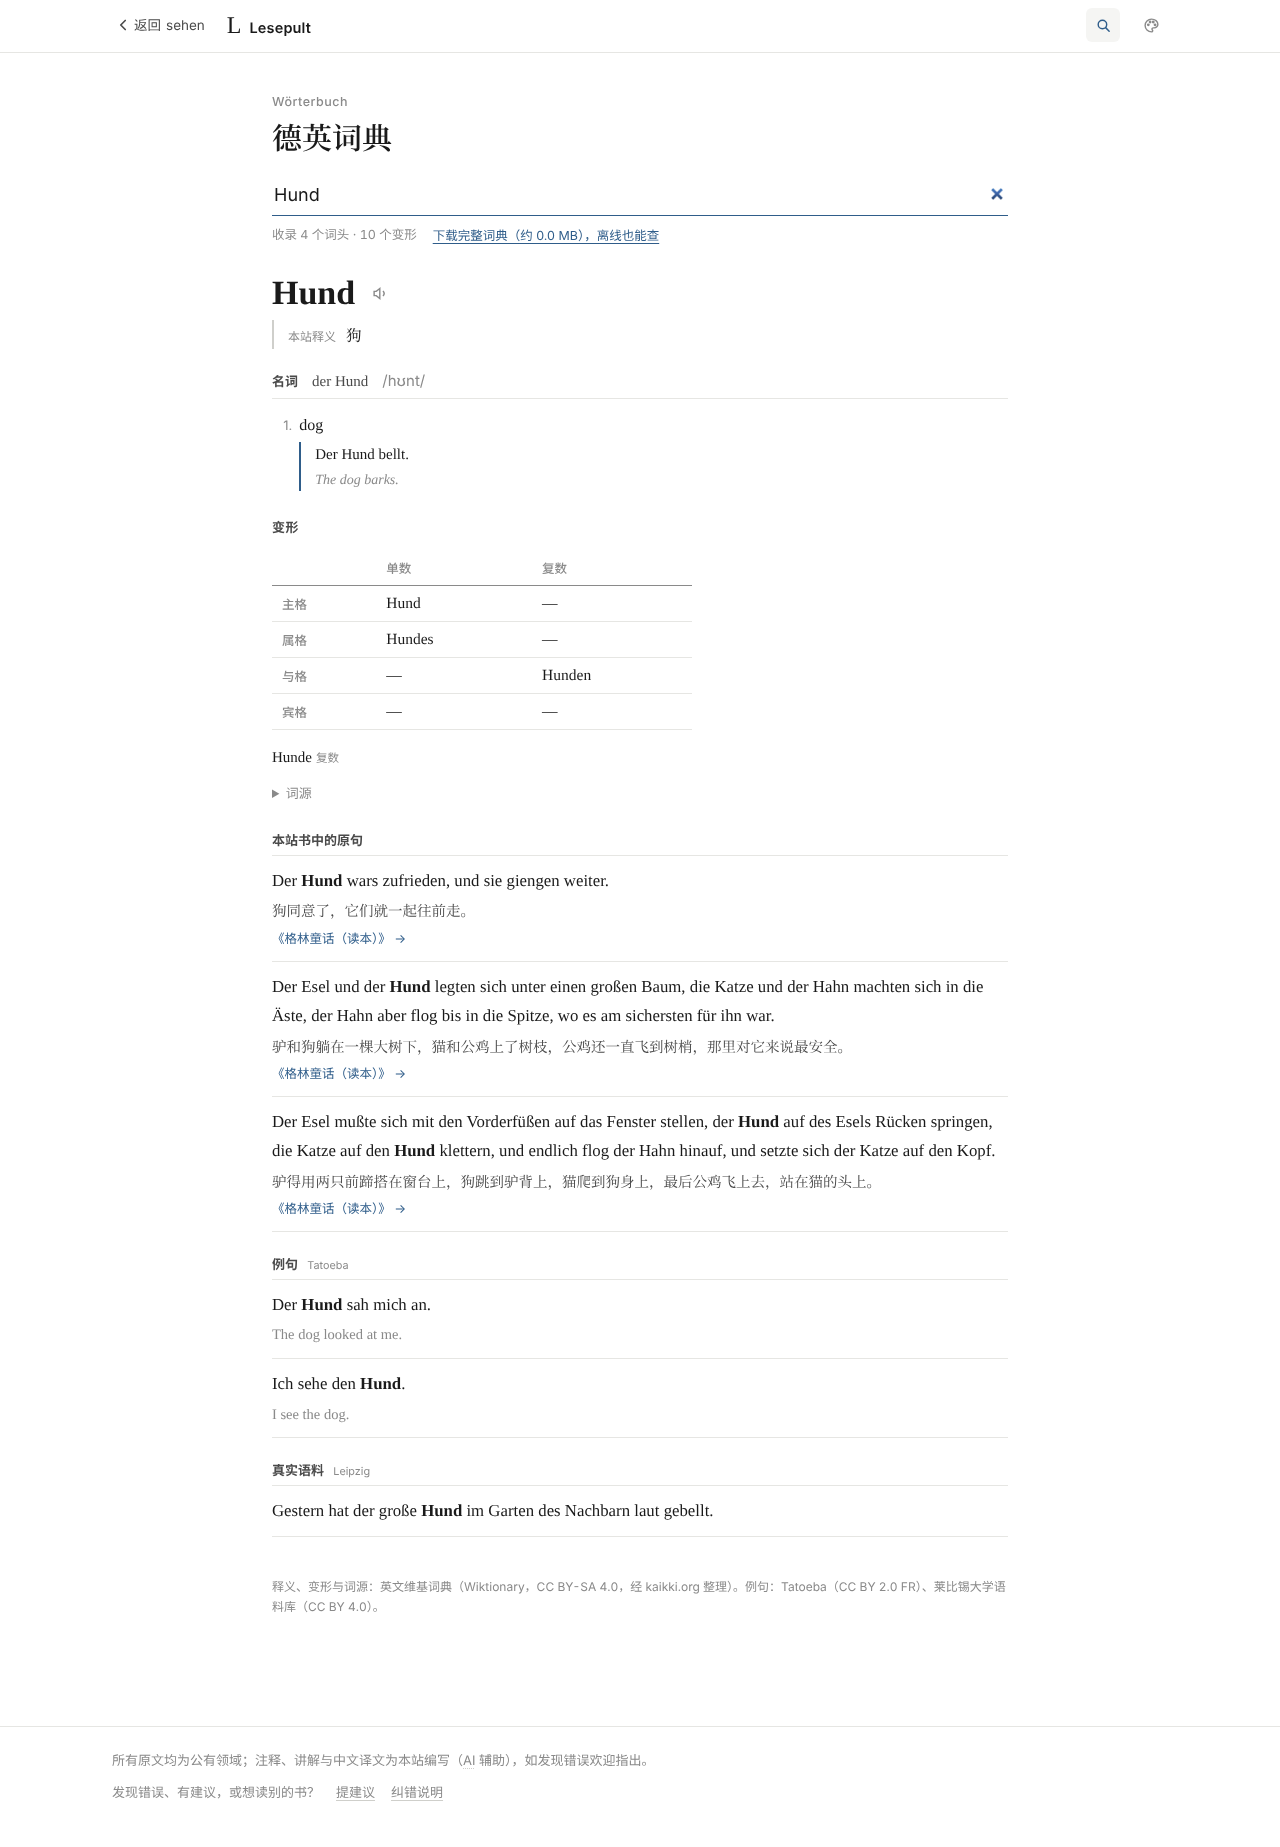 返回 sehen
L Lesepult
Wörterbuch
德英词典
Hund
收录 4 个词头 · 10 个变形 下载完整词典（约 0.0 MB），离线也能查
Hund
本站释义 狗
名词 der Hund /hʊnt/
1. dog
Der Hund bellt.
The dog barks.
变形
单数 复数
主格 Hund —
属格 Hundes —
与格 — Hunden
宾格 — —
Hunde 复数
词源
本站书中的原句
Der Hund wars zufrieden, und sie giengen weiter.
狗同意了，它们就一起往前走。
《格林童话（读本）》 →
Der Esel und der Hund legten sich unter einen großen Baum, die Katze und der Hahn machten sich in die
Äste, der Hahn aber flog bis in die Spitze, wo es am sichersten für ihn war.
驴和狗躺在一棵大树下，猫和公鸡上了树枝，公鸡还一直飞到树梢，那里对它来说最安全。
《格林童话（读本）》 →
Der Esel mußte sich mit den Vorderfüßen auf das Fenster stellen, der Hund auf des Esels Rücken springen,
die Katze auf den Hund klettern, und endlich flog der Hahn hinauf, und setzte sich der Katze auf den Kopf.
驴得用两只前蹄搭在窗台上，狗跳到驴背上，猫爬到狗身上，最后公鸡飞上去，站在猫的头上。
《格林童话（读本）》 →
例句 Tatoeba
Der Hund sah mich an.
The dog looked at me.
Ich sehe den Hund.
I see the dog.
真实语料 Leipzig
Gestern hat der große Hund im Garten des Nachbarn laut gebellt.
释义、变形与词源：英文维基词典（Wiktionary，CC BY-SA 4.0，经 kaikki.org 整理）。例句：Tatoeba（CC BY 2.0 FR）、莱比锡大学语
料库（CC BY 4.0）。
所有原文均为公有领域；注释、讲解与中文译文为本站编写（AI 辅助），如发现错误欢迎指出。
发现错误、有建议，或想读别的书？ 提建议 纠错说明